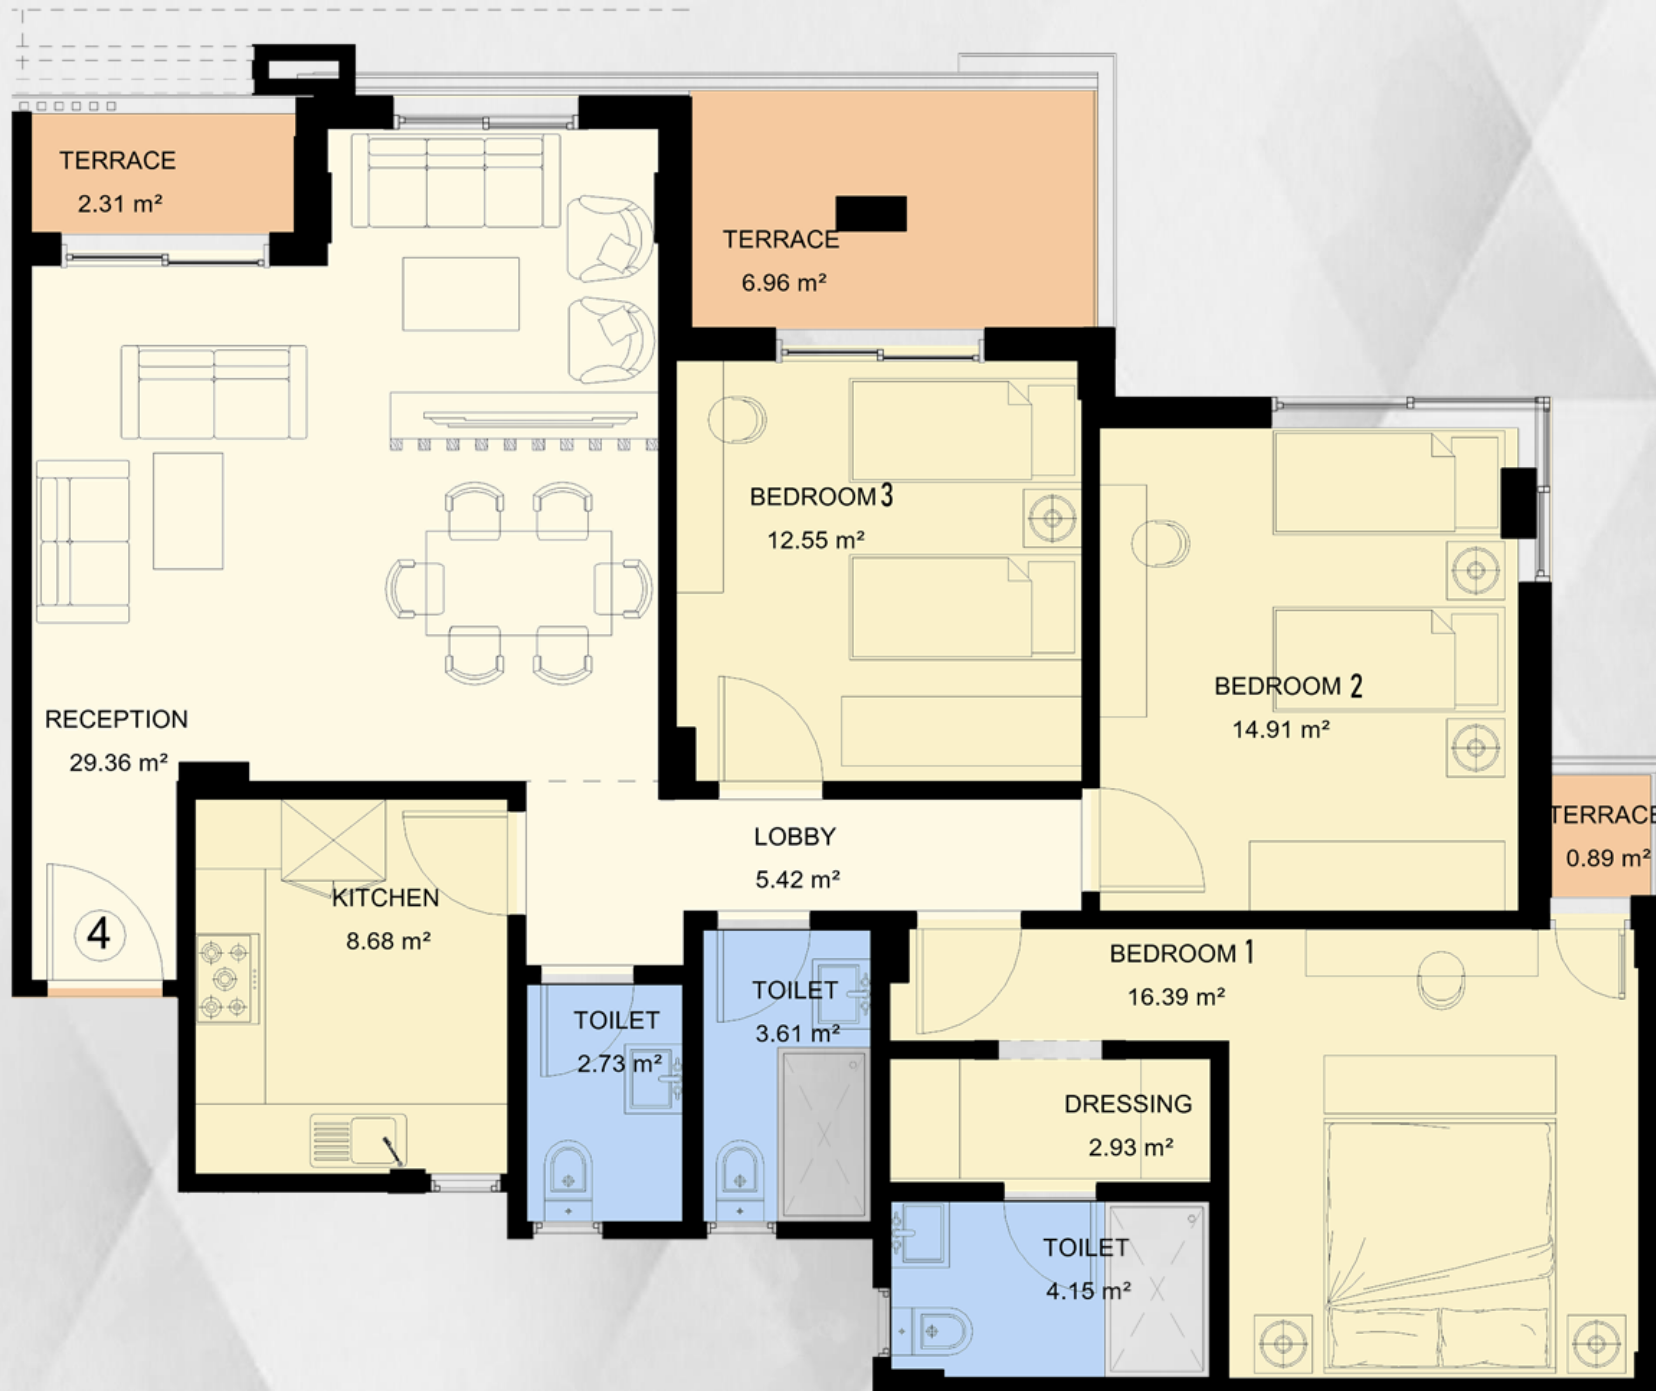 TERRACE
2.31 m²
TERRACE
6.96 m²
BEDROOM 3
12.55 m²
BEDROOM 2
14.91 m²
RECEPTION
29.36 m²
TERRACE
0.89 m²
LOBBY
5.42 m²
KITCHEN
8.68 m²
4
BEDROOM 1
16.39 m²
TOILET
3.61 m²
TOILET
2.73 m²
DRESSING
2.93 m²
TOILET
4.15 m²